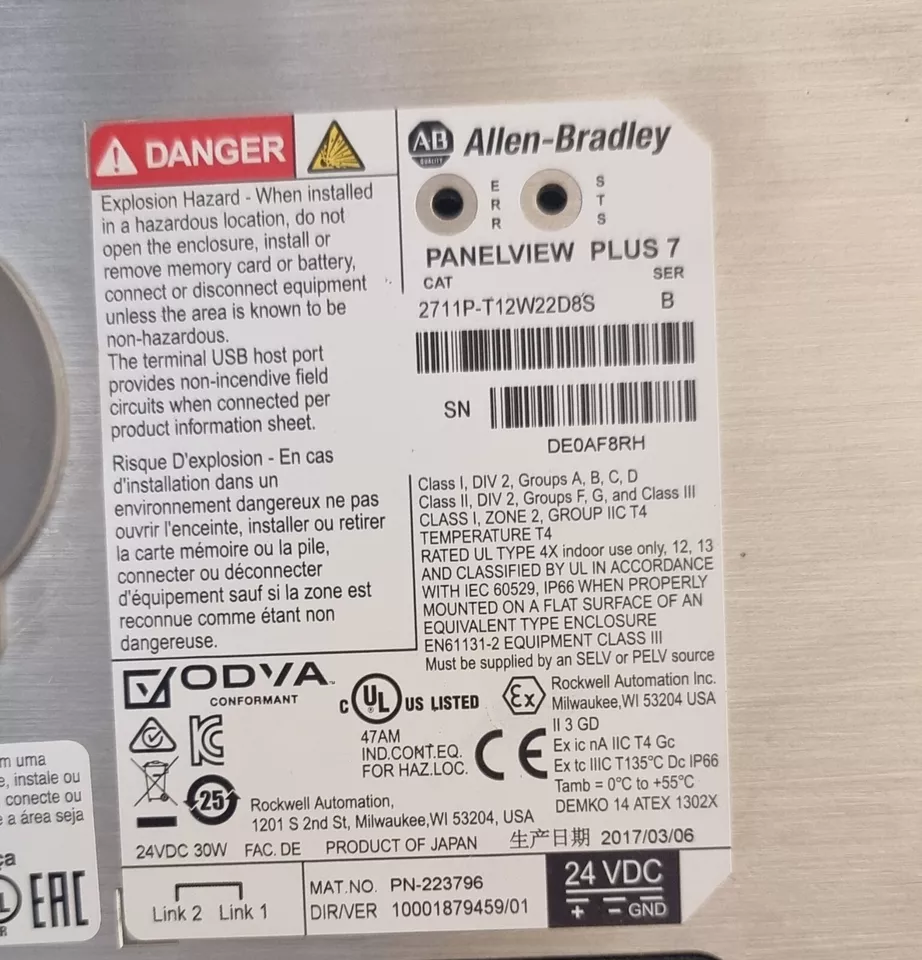 DANGER
Explosion Hazard - When installed
in a hazardous location, do not
open the enclosure, install or
remove memory card or battery,
connect or disconnect equipment
unless the area is known to be
non-hazardous.
The terminal USB host port
provides non-incendive field
circuits when connected per
product information sheet.
Risque D'explosion - En cas
d'installation dans un
environnement dangereux ne pas
ouvrir l'enceinte, installer ou retirer
la carte mémoire ou la pile,
connecter ou déconnecter
d'équipement sauf si la zone est
reconnue comme étant non
dangereuse.
AB Allen-Bradley
QUALITY
ERR STS
PANELVIEW PLUS 7
CAT SER
2711P-T12W22D8S B
SN
DE0AF8RH
Class I, DIV 2, Groups A, B, C, D
Class II, DIV 2, Groups F, G, and Class III
CLASS I, ZONE 2, GROUP IIC T4
TEMPERATURE T4
RATED UL TYPE 4X indoor use only, 12, 13
AND CLASSIFIED BY UL IN ACCORDANCE
WITH IEC 60529, IP66 WHEN PROPERLY
MOUNTED ON A FLAT SURFACE OF AN
EQUIVALENT TYPE ENCLOSURE
EN61131-2 EQUIPMENT CLASS III
Must be supplied by an SELV or PELV source
ODVA
CONFORMANT
C UL US LISTED
47AM
IND.CONT.EQ.
FOR HAZ.LOC.
Ex
CE
Rockwell Automation Inc.
Milwaukee,WI 53204 USA
II 3 GD
Ex ic nA IIC T4 Gc
Ex tc IIIC T135°C Dc IP66
Tamb = 0°C to +55°C
DEMKO 14 ATEX 1302X
25
Rockwell Automation,
1201 S 2nd St, Milwaukee,WI 53204, USA
24VDC 30W FAC. DE PRODUCT OF JAPAN 生产日期 2017/03/06
Link 2 Link 1
MAT.NO. PN-223796
DIR/VER 10001879459/01
24 VDC
+ − GND
m uma
e, instale ou
conecte ou
e a área seja
ça
EAC